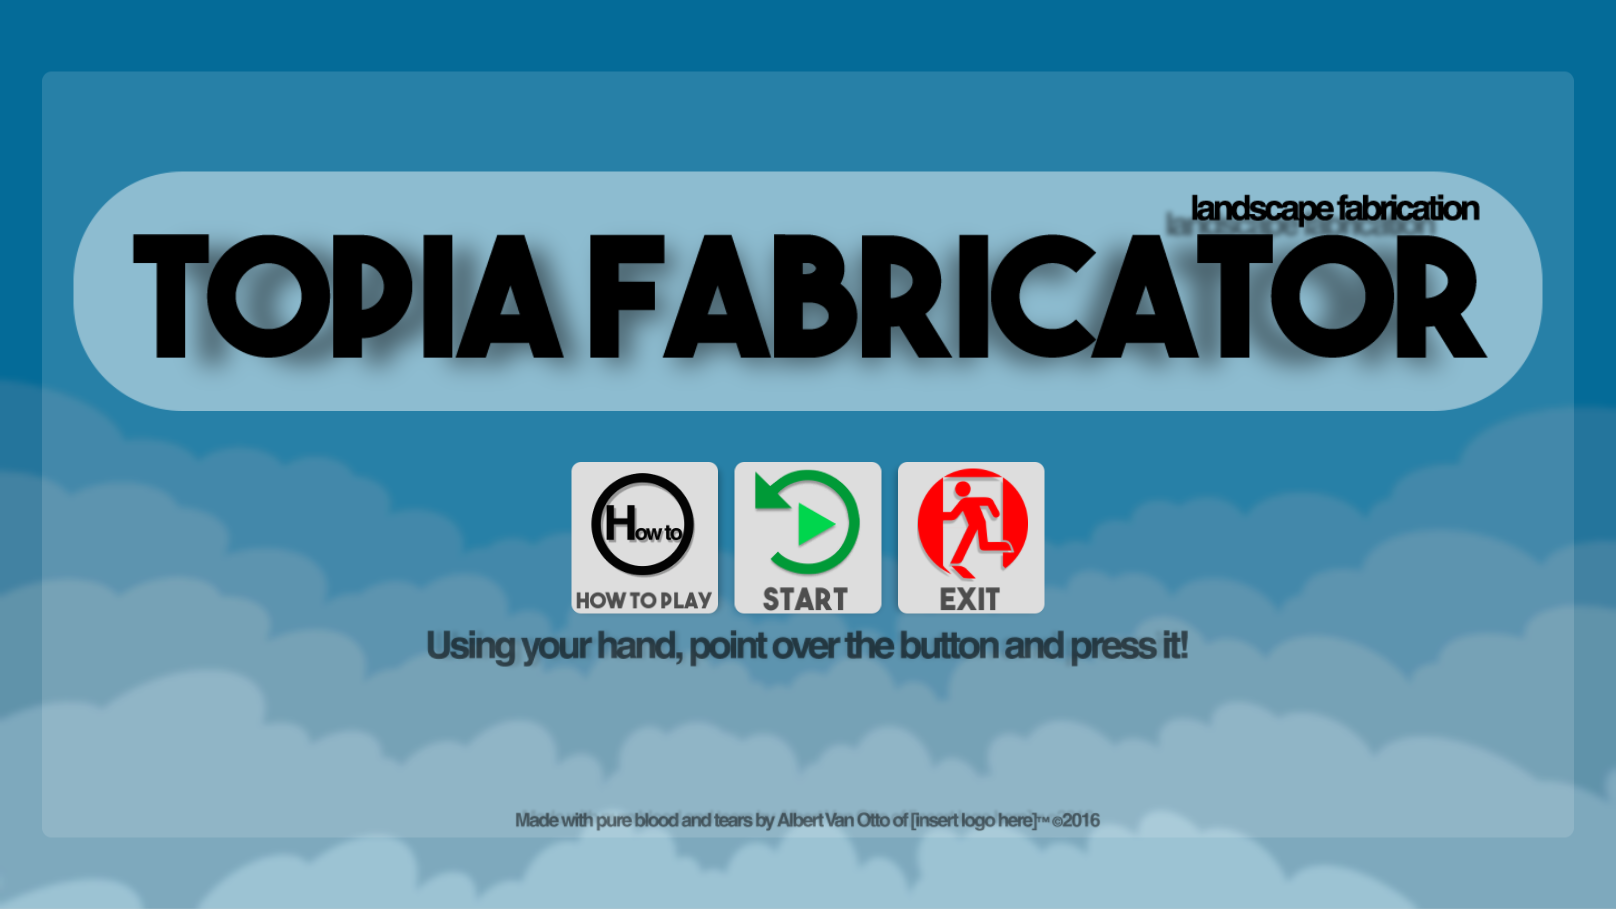 landscape fabrication
TOPIA FABRICATOR
How to
HOW TO PLAY
START
EXIT
Using your hand, point over the button and press it!
Made with pure blood and tears by Albert Van Otto of [insert logo here]™ ©2016